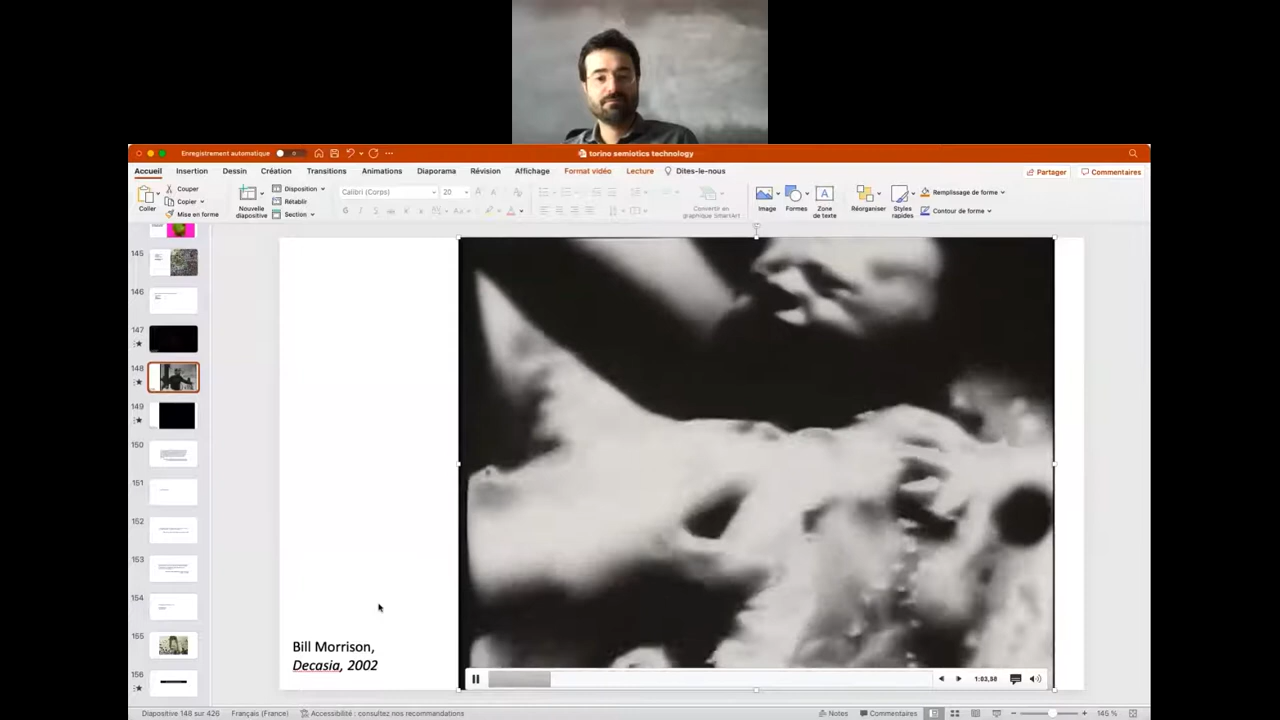 Enregistrement automatique
torino semiotics technology
Accueil Insertion Dessin Création Transitions Animations Diaporama Révision Affichage Format vidéo Lecture Dites-le-nous
Partager Commentaires
Coller
Couper
Copier
Mise en forme
Nouvelle
diapositive
Disposition
Rétablir
Section
Calibri (Corps) 20
Convertir en
graphique SmartArt
Image
Formes
Zone
de texte
Réorganiser
Styles
rapides
Remplissage de forme
Contour de forme
145
146
147
148
149
150
151
152
153
154
155
156
Bill Morrison,
Decasia, 2002
1:03,50
Diapositive 148 sur 426 Français (France) Accessibilité : consultez nos recommandations
Notes Commentaires 145 %